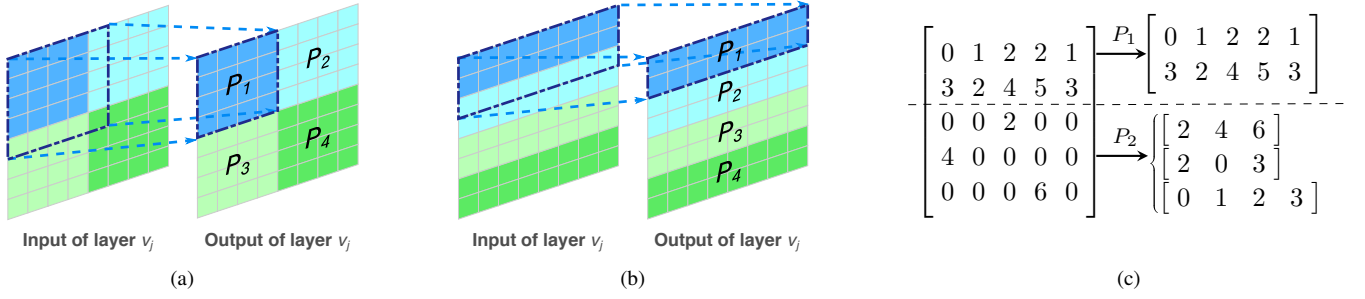 P1
P2
P3
P4
Input of layer vj
Output of layer vj
(a)
P1
P2
P3
P4
Input of layer vj
Output of layer vj
(b)
0 1 2 2 1
3 2 4 5 3
0 0 2 0 0
4 0 0 0 0
0 0 0 6 0
P1
0 1 2 2 1
3 2 4 5 3
P2
[ 2 4 6 ]
[ 2 0 3 ]
[ 0 1 2 3 ]
(c)